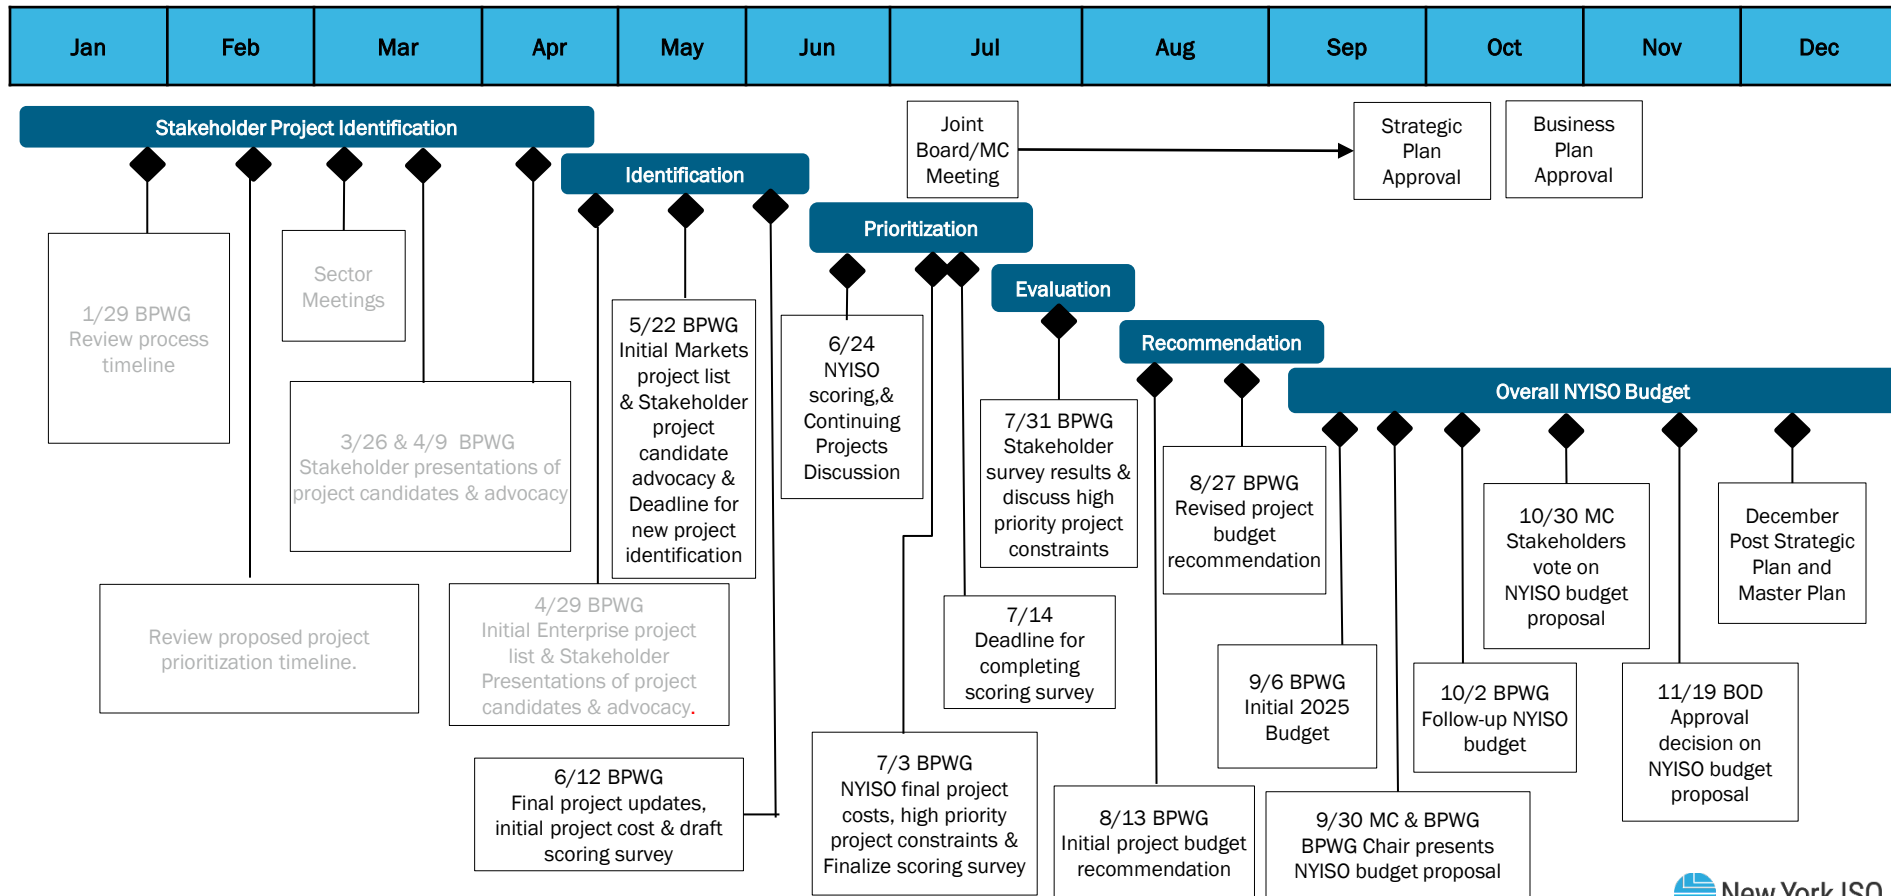 Jan
Feb
Mar
Apr
May
Jun
Jul
Aug
Sep
Oct
Nov
Dec
Stakeholder Project Identification
Identification
Prioritization
Evaluation
Recommendation
Overall NYISO Budget
Joint
Board/MC
Meeting
Strategic
Plan
Approval
Business
Plan
Approval
1/29 BPWG
Review process
timeline
Sector
Meetings
3/26 & 4/9  BPWG
Stakeholder presentations of
project candidates & advocacy
Review proposed project
prioritization timeline.
4/29 BPWG
Initial Enterprise project
list & Stakeholder
Presentations of project
candidates & advocacy.
5/22 BPWG
Initial Markets
project list
& Stakeholder
project
candidate
advocacy &
Deadline for
new project
identification
6/12 BPWG
Final project updates,
initial project cost & draft
scoring survey
6/24
NYISO
scoring,&
Continuing
Projects
Discussion
7/3 BPWG
NYISO final project
costs, high priority
project constraints &
Finalize scoring survey
7/14
Deadline for
completing
scoring survey
7/31 BPWG
Stakeholder
survey results &
discuss high
priority project
constraints
8/13 BPWG
Initial project budget
recommendation
8/27 BPWG
Revised project
budget
recommendation
9/6 BPWG
Initial 2025
Budget
9/30 MC & BPWG
BPWG Chair presents
NYISO budget proposal
10/2 BPWG
Follow-up NYISO
budget
10/30 MC
Stakeholders
vote on
NYISO budget
proposal
11/19 BOD
Approval
decision on
NYISO budget
proposal
December
Post Strategic
Plan and
Master Plan
New York ISO